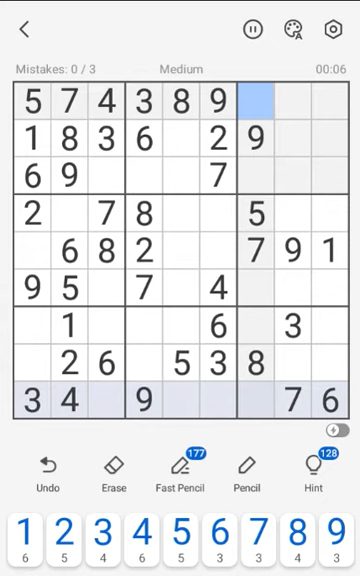 Mistakes: 0 / 3 Medium 00:06
5 7 4 3 8 9
1 8 3 6 2 9
6 9 7
2 7 8 5
6 8 2 7 9 1
9 5 7 4
1 6 3
2 6 5 3 8
3 4 9 7 6
177 128
Undo Erase Fast Pencil Pencil Hint
1 2 3 4 5 6 7 8 9
6 5 4 6 5 3 3 4 3